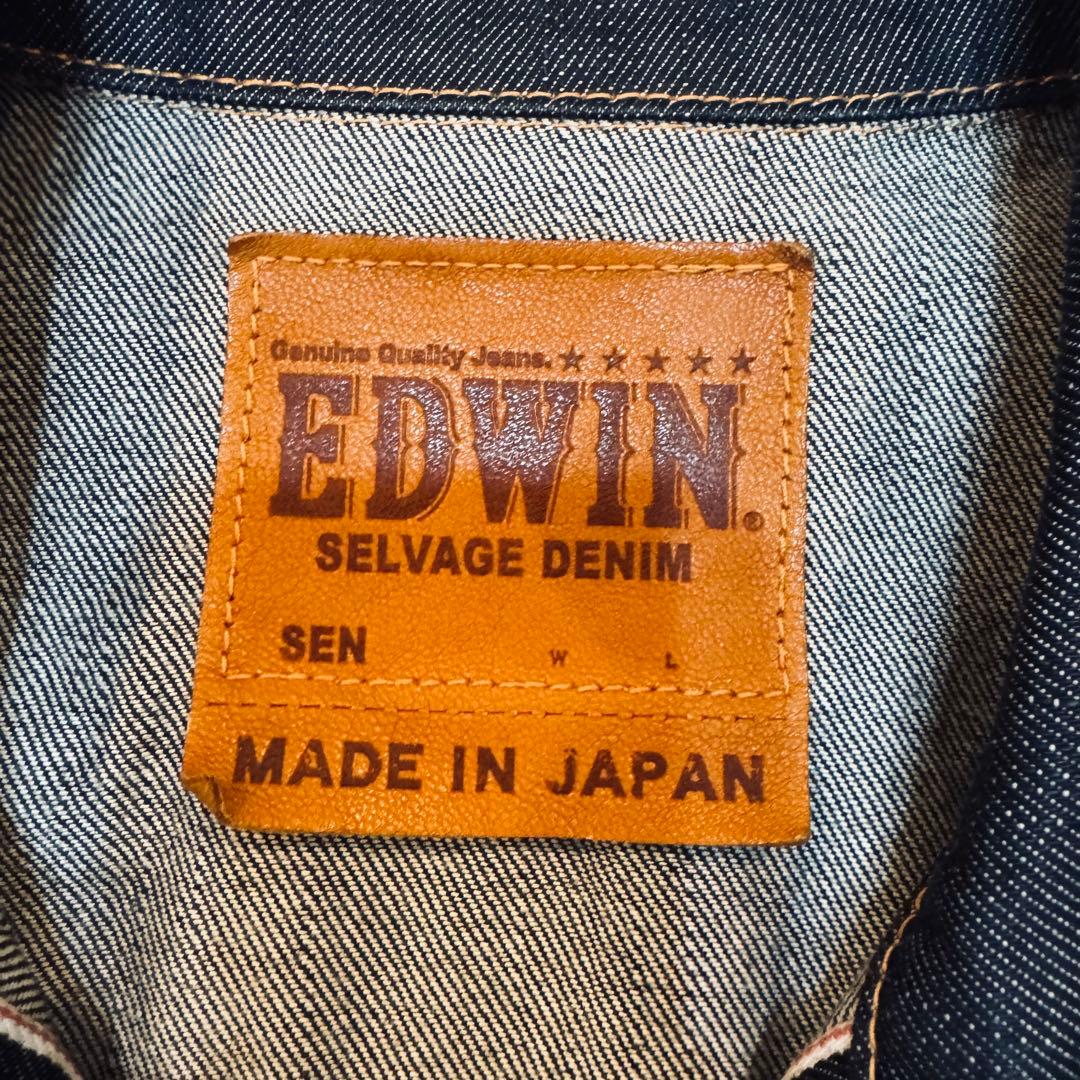 Genuine Quality Jeans. ★★★★★
EDWIN®
SELVAGE DENIM
SEN W L
MADE IN JAPAN